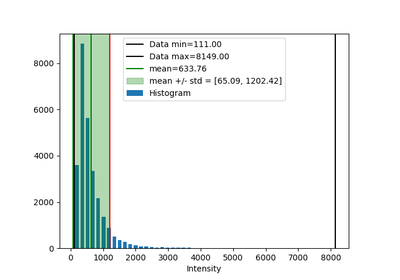 Data min=111.00
Data max=8149.00
mean=633.76
mean +/- std = [65.09, 1202.42]
Histogram
8000
6000
4000
2000
0
0 1000 2000 3000 4000 5000 6000 7000 8000
Intensity